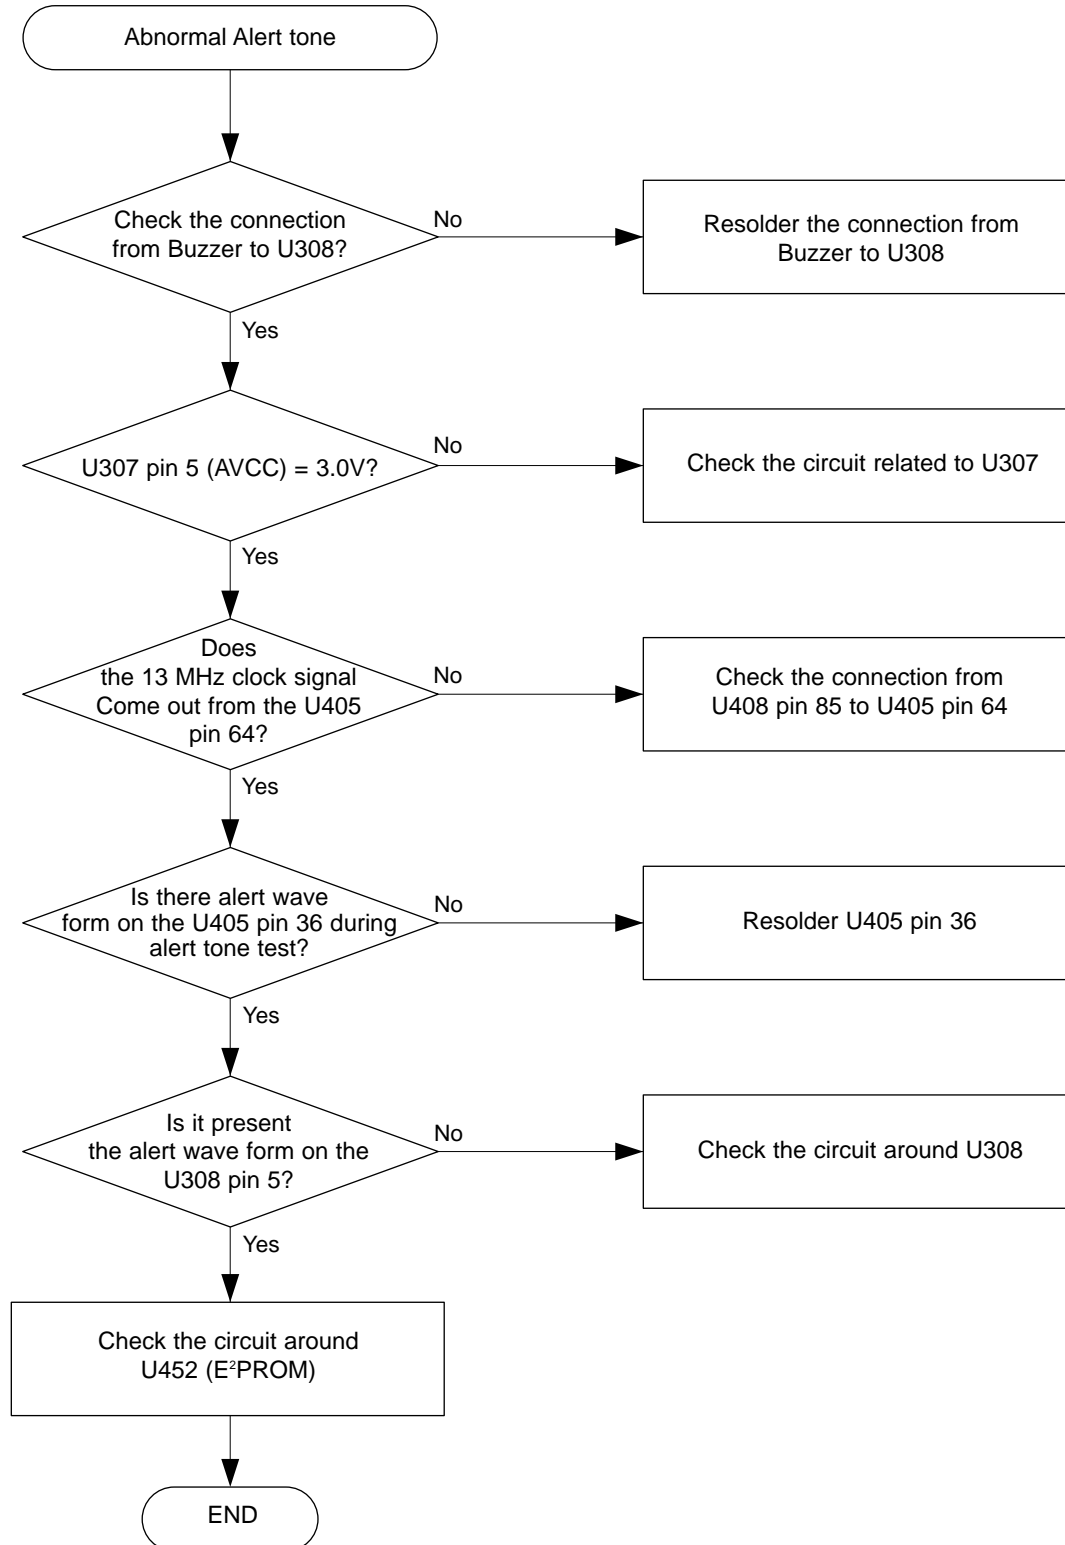 Abnormal Alert tone
Check the connection
from Buzzer to U308?
No
Resolder the connection from
Buzzer to U308
Yes
U307 pin 5 (AVCC) = 3.0V?
No
Check the circuit related to U307
Yes
Does
the 13 MHz clock signal
Come out from the U405
pin 64?
No
Check the connection from
U408 pin 85 to U405 pin 64
Yes
Is there alert wave
form on the U405 pin 36 during
alert tone test?
No
Resolder U405 pin 36
Yes
Is it present
the alert wave form on the
U308 pin 5?
No
Check the circuit around U308
Yes
Check the circuit around
U452 (E²PROM)
END